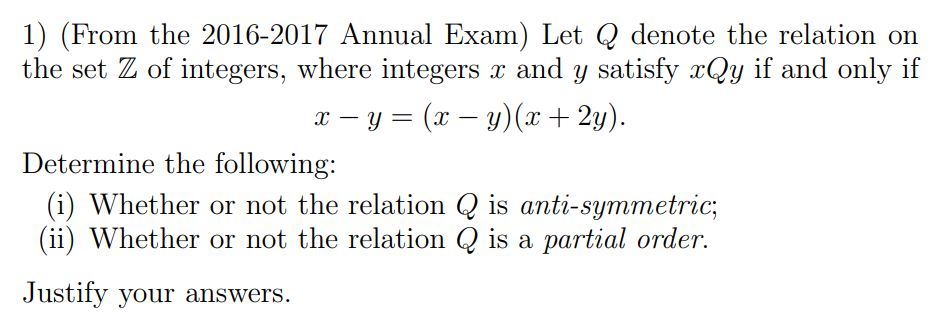 1) (From the 2016-2017 Annual Exam) Let Q denote the relation on
the set ℤ of integers, where integers x and y satisfy xQy if and only if
x − y = (x − y)(x + 2y).
Determine the following:
(i) Whether or not the relation Q is anti-symmetric;
(ii) Whether or not the relation Q is a partial order.
Justify your answers.